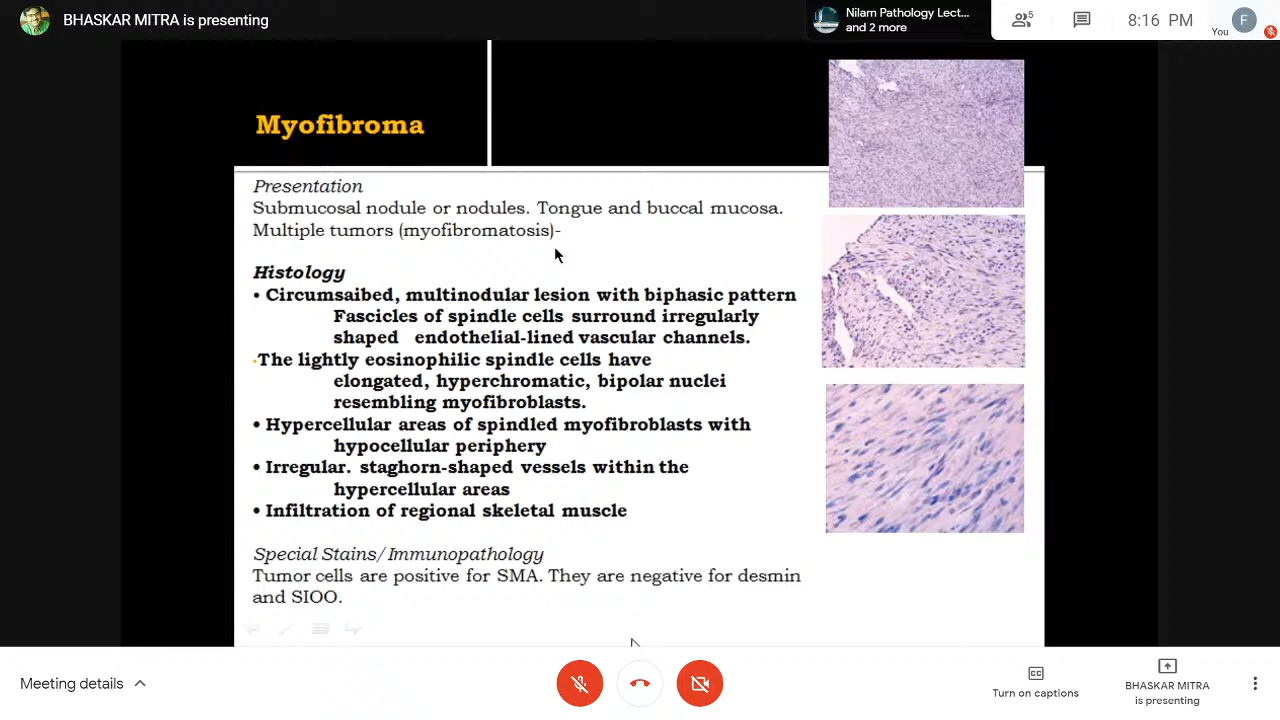 BHASKAR MITRA is presenting
Nilam Pathology Lect...
and 2 more
5
8:16 PM
You
F
Myofibroma
Presentation
Submucosal nodule or nodules. Tongue and buccal mucosa.
Multiple tumors (myofibromatosis)-
Histology
• Circumsaibed, multinodular lesion with biphasic pattern
Fascicles of spindle cells surround irregularly
shaped endothelial-lined vascular channels.
·The lightly eosinophilic spindle cells have
elongated, hyperchromatic, bipolar nuclei
resembling myofibroblasts.
• Hypercellular areas of spindled myofibroblasts with
hypocellular periphery
• Irregular. staghorn-shaped vessels within the
hypercellular areas
• Infiltration of regional skeletal muscle
Special Stains/Immunopathology
Tumor cells are positive for SMA. They are negative for desmin
and SIOO.
Meeting details
CC
Turn on captions
BHASKAR MITRA
is presenting